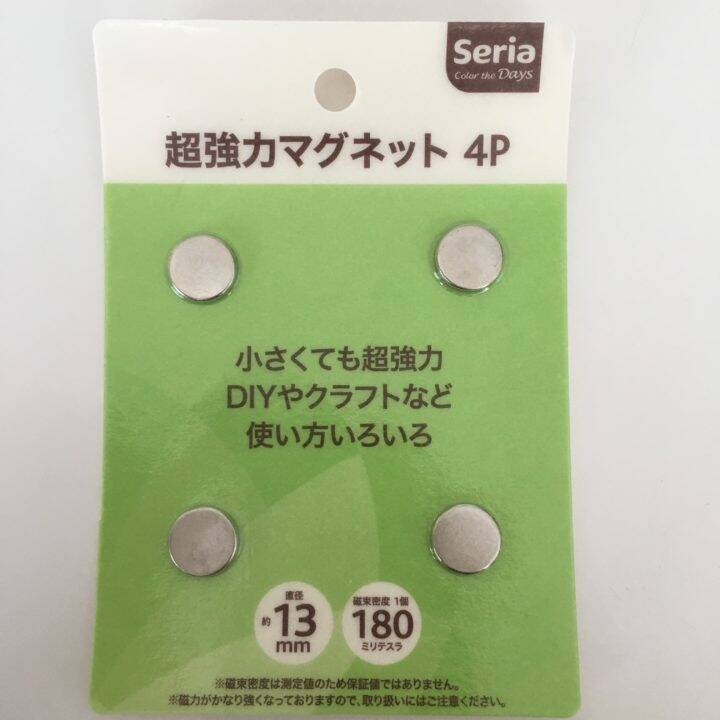 Seria
Color the Days
超強力マグネット 4P
小さくても超強力
DIYやクラフトなど
使い方いろいろ
直径
約13
mm
磁束密度 1個
180
ミリテスラ
※磁束密度は測定値のため保証値ではありません。
※磁力がかなり強くなっておりますので、取り扱いにはご注意ください。